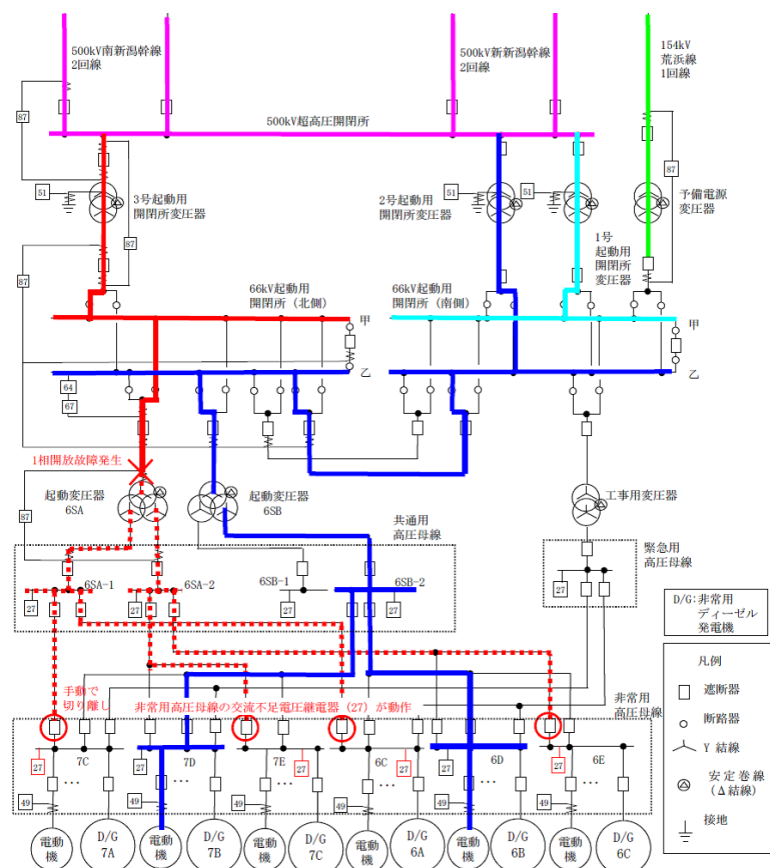 500kV南新潟幹線
2回線
500kV新新潟幹線
2回線
154kV
荒浜線
1回線
87
500kV超高圧開閉所
87
51
3号起動用
開閉所変圧器
2号起動用
開閉所変圧器
51
51
予備電源
変圧器
87
87
1号
起動用
開閉所
変圧器
66kV起動用
開閉所(北側)
66kV起動用
開閉所(南側)
甲
甲
乙
乙
64
67
1相開放故障発生
起動変圧器
6SA
起動変圧器
6SB
工事用変圧器
87
共通用
高圧母線
緊急用
高圧母線
6SA-1
6SA-2
6SB-1
6SB-2
27
27
27
27
27
D/G:非常用
ディーゼル
発電機
手動で
切り離し
非常用高圧母線の交流不足電圧継電器(27)が動作
非常用
高圧母線
凡例
遮断器
断路器
Y結線
安定巻線
(Δ結線)
接地
7C
7D
7E
6C
6D
6E
27
27
27
27
27
27
…
…
…
…
…
…
49
49
49
49
49
49
電動
機
D/G
7A
電動
機
D/G
7B
電動
機
D/G
7C
電動
機
D/G
6A
電動
機
D/G
6B
電動
機
D/G
6C